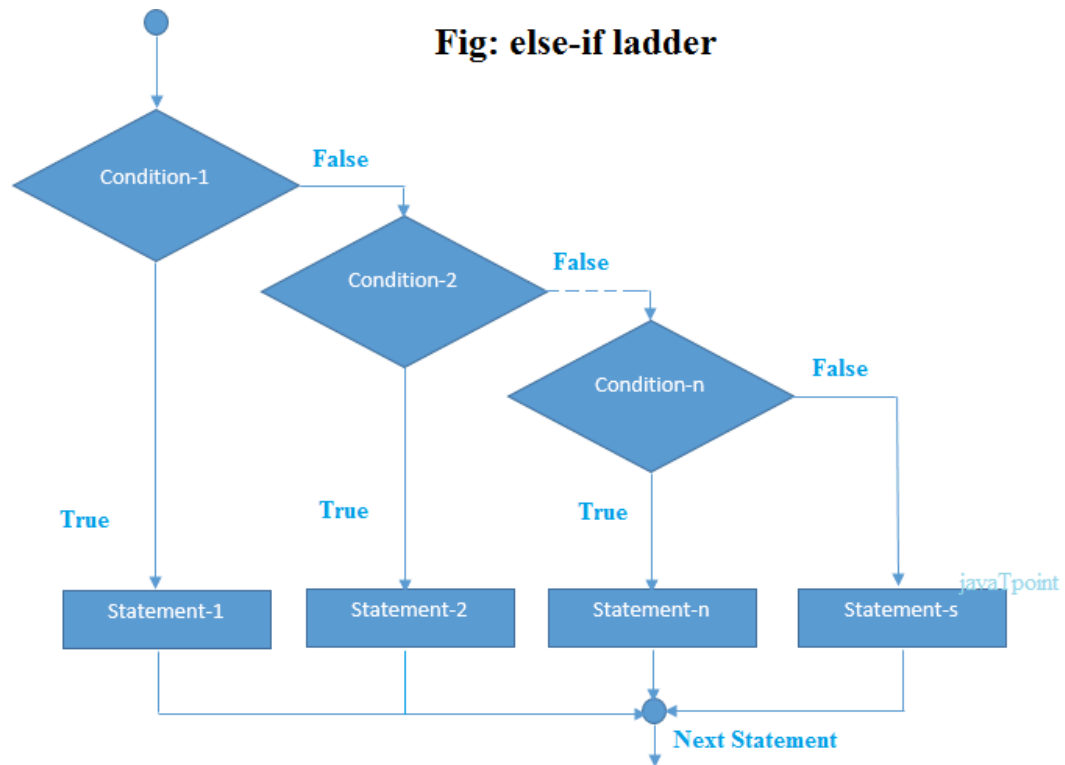 Fig: else-if ladder
Condition-1
False
Condition-2
False
Condition-n
False
True
True
True
Statement-1
Statement-2
Statement-n
Statement-s
javaTpoint
Next Statement